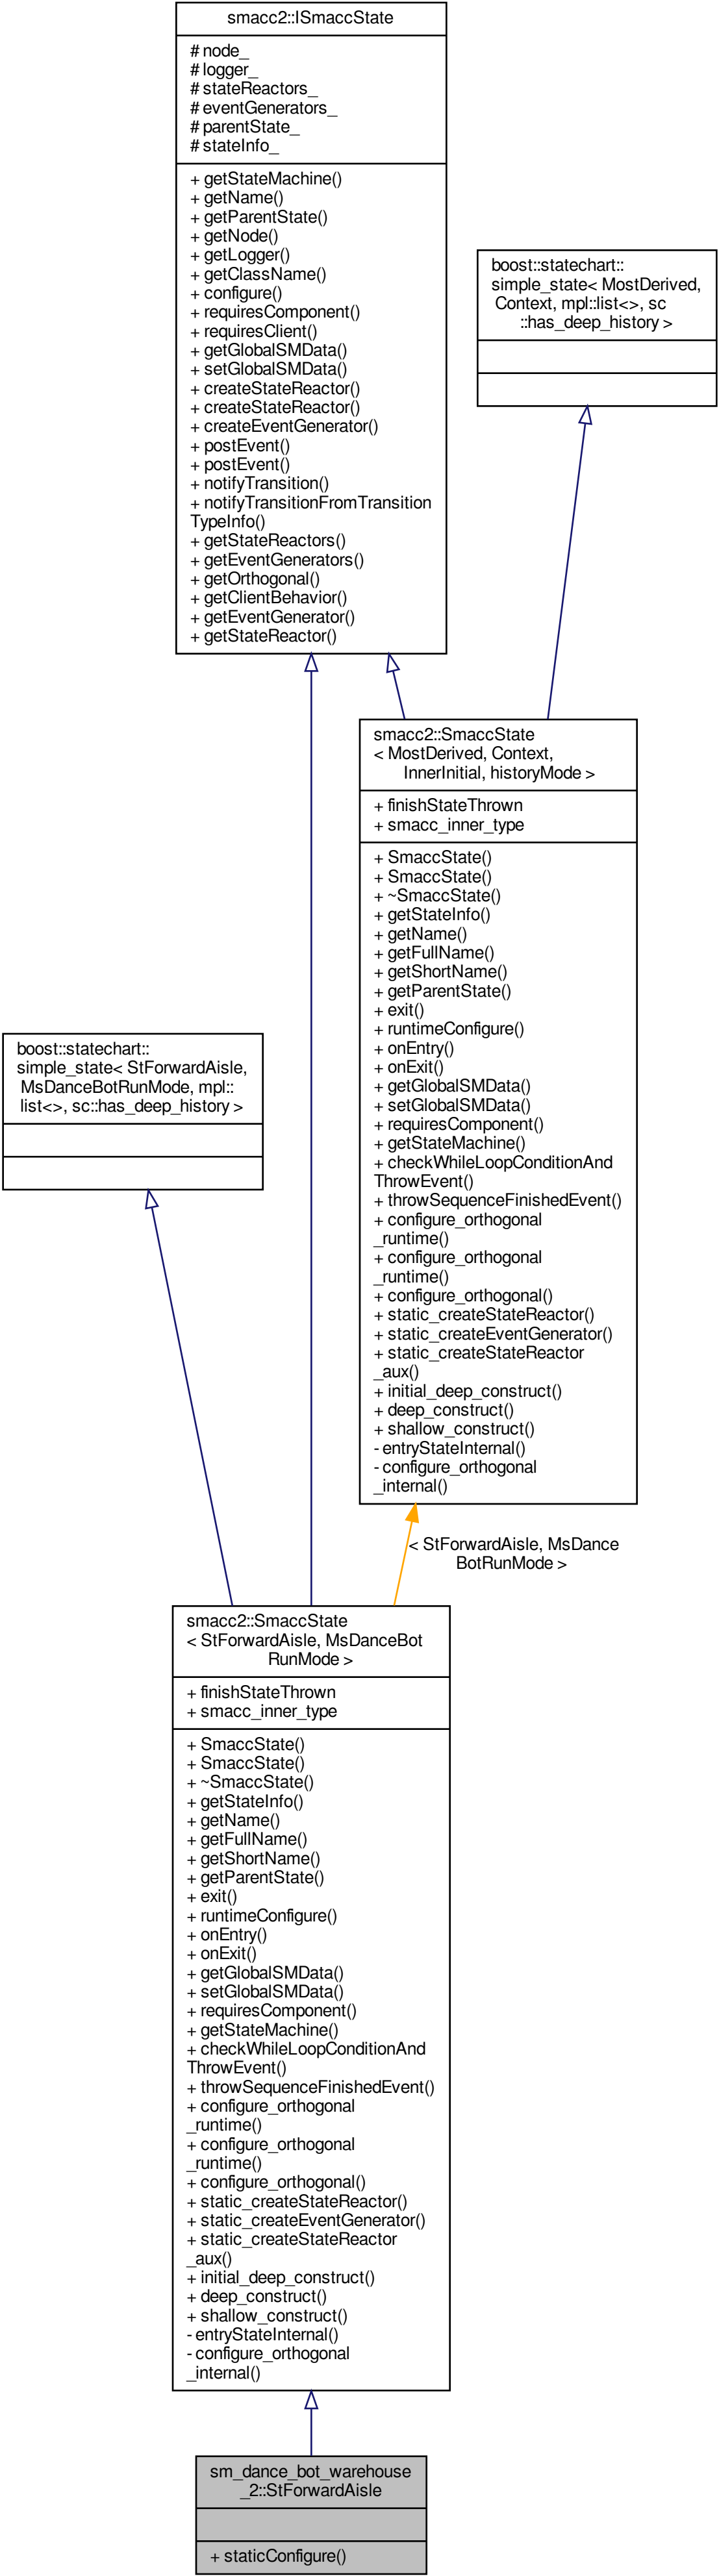 smacc2::ISmaccState
# node_
# logger_
# stateReactors_
# eventGenerators_
# parentState_
# stateInfo_
+ getStateMachine()
+ getName()
+ getParentState()
+ getNode()
+ getLogger()
+ getClassName()
+ configure()
+ requiresComponent()
+ requiresClient()
+ getGlobalSMData()
+ setGlobalSMData()
+ createStateReactor()
+ createStateReactor()
+ createEventGenerator()
+ postEvent()
+ postEvent()
+ notifyTransition()
+ notifyTransitionFromTransition
TypeInfo()
+ getStateReactors()
+ getEventGenerators()
+ getOrthogonal()
+ getClientBehavior()
+ getEventGenerator()
+ getStateReactor()
boost::statechart::
simple_state< MostDerived,
Context, mpl::list<>, sc
::has_deep_history >
smacc2::SmaccState
< MostDerived, Context,
InnerInitial, historyMode >
+ finishStateThrown
+ smacc_inner_type
+ SmaccState()
+ SmaccState()
+ ~SmaccState()
+ getStateInfo()
+ getName()
+ getFullName()
+ getShortName()
+ getParentState()
+ exit()
+ runtimeConfigure()
+ onEntry()
+ onExit()
+ getGlobalSMData()
+ setGlobalSMData()
+ requiresComponent()
+ getStateMachine()
+ checkWhileLoopConditionAnd
ThrowEvent()
+ throwSequenceFinishedEvent()
+ configure_orthogonal
_runtime()
+ configure_orthogonal
_runtime()
+ configure_orthogonal()
+ static_createStateReactor()
+ static_createEventGenerator()
+ static_createStateReactor
_aux()
+ initial_deep_construct()
+ deep_construct()
+ shallow_construct()
- entryStateInternal()
- configure_orthogonal
_internal()
boost::statechart::
simple_state< StForwardAisle,
MsDanceBotRunMode, mpl::
list<>, sc::has_deep_history >
< StForwardAisle, MsDance
BotRunMode >
smacc2::SmaccState
< StForwardAisle, MsDanceBot
RunMode >
+ finishStateThrown
+ smacc_inner_type
+ SmaccState()
+ SmaccState()
+ ~SmaccState()
+ getStateInfo()
+ getName()
+ getFullName()
+ getShortName()
+ getParentState()
+ exit()
+ runtimeConfigure()
+ onEntry()
+ onExit()
+ getGlobalSMData()
+ setGlobalSMData()
+ requiresComponent()
+ getStateMachine()
+ checkWhileLoopConditionAnd
ThrowEvent()
+ throwSequenceFinishedEvent()
+ configure_orthogonal
_runtime()
+ configure_orthogonal
_runtime()
+ configure_orthogonal()
+ static_createStateReactor()
+ static_createEventGenerator()
+ static_createStateReactor
_aux()
+ initial_deep_construct()
+ deep_construct()
+ shallow_construct()
- entryStateInternal()
- configure_orthogonal
_internal()
sm_dance_bot_warehouse
_2::StForwardAisle
+ staticConfigure()